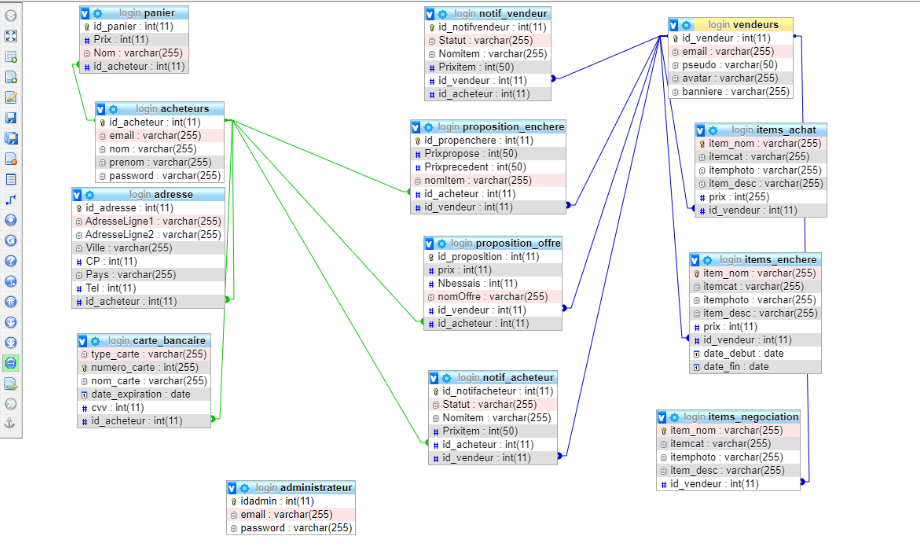 login panier
id_panier : int(11)
Prix : int(11)
Nom : varchar(255)
id_acheteur : int(11)
login acheteurs
id_acheteur : int(11)
email : varchar(255)
nom : varchar(255)
prenom : varchar(255)
password : varchar(255)
login adresse
id_adresse : int(11)
AdresseLigne1 : varchar(255)
AdresseLigne2 : varchar(255)
Ville : varchar(255)
CP : int(11)
Pays : varchar(255)
Tel : int(11)
id_acheteur : int(11)
login carte_bancaire
type_carte : varchar(255)
numero_carte : int(255)
nom_carte : varchar(255)
date_expiration : date
cvv : int(11)
id_acheteur : int(11)
login administrateur
idadmin : int(11)
email : varchar(255)
password : varchar(255)
login notif_vendeur
id_notifvendeur : int(11)
Statut : varchar(255)
Nomitem : varchar(255)
Prixitem : int(50)
id_vendeur : int(11)
id_acheteur : int(11)
login proposition_enchere
id_propenchere : int(11)
Prixpropose : int(50)
Prixprecedent : int(50)
nomItem : varchar(255)
id_acheteur : int(11)
id_vendeur : int(11)
login proposition_offre
id_proposition : int(11)
prix : int(11)
Nbessais : int(11)
nomOffre : varchar(255)
id_vendeur : int(11)
id_acheteur : int(11)
login notif_acheteur
id_notifacheteur : int(11)
Statut : varchar(255)
Nomitem : varchar(255)
Prixitem : int(50)
id_acheteur : int(11)
id_vendeur : int(11)
login vendeurs
id_vendeur : int(11)
email : varchar(255)
pseudo : varchar(50)
avatar : varchar(255)
banniere : varchar(255)
login items_achat
item_nom : varchar(255)
itemcat : varchar(255)
itemphoto : varchar(255)
item_desc : varchar(255)
prix : int(255)
id_vendeur : int(11)
login items_enchere
item_nom : varchar(255)
itemcat : varchar(255)
itemphoto : varchar(255)
item_desc : varchar(255)
prix : int(11)
id_vendeur : int(11)
date_debut : date
date_fin : date
login items_negociation
item_nom : varchar(255)
itemcat : varchar(255)
itemphoto : varchar(255)
item_desc : varchar(255)
id_vendeur : int(11)